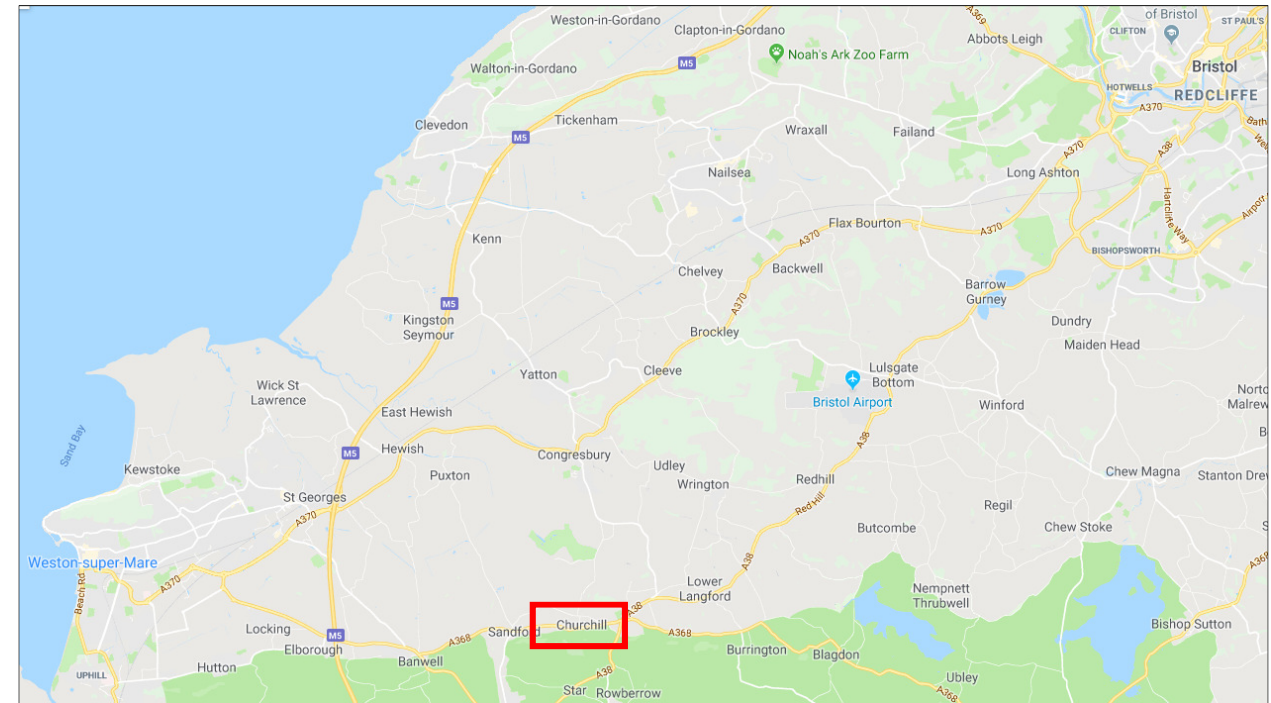 Weston-in-Gordano
Clapton-in-Gordano
A369
of Bristol
ST PAUL'S
CLIFTON
Abbots Leigh
Noah's Ark Zoo Farm
M5
Walton-in-Gordano
Bristol
HOTWELLS
REDCLIFFE
A370
Clevedon
Tickenham
M5
Wraxall
Failand
A370
A38
Nailsea
Long Ashton
Hartcliffe Way
Airport
Flax Bourton
A370
A370
Kenn
BISHOPSWORTH
Chelvey
Backwell
Barrow
Gurney
M5
A370
Kingston
Seymour
Brockley
Dundry
Maiden Head
Yatton
Cleeve
Lulsgate
Bottom
Wick St
Lawrence
Bristol Airport
Winford
Norto
Malrew
East Hewish
Sand Bay
Hewish
M5
A38
B
Congresbury
Kewstoke
Puxton
Udley
Wrington
Redhill
Chew Magna
Stanton Drew
St Georges
Red Hill
Regil
A370
Butcombe
Chew Stoke
S
Weston-super-Mare
A38
A368
Beach Rd
A370
Lower
Langford
Nempnett
Thrubwell
A38
Churchill
Sandford
Bishop Sutton
Locking
M5
A368
A368
Elborough
Banwell
Burrington
Blagdon
Hutton
UPHILL
A38
Ubley
Star
Rowberrow
A368